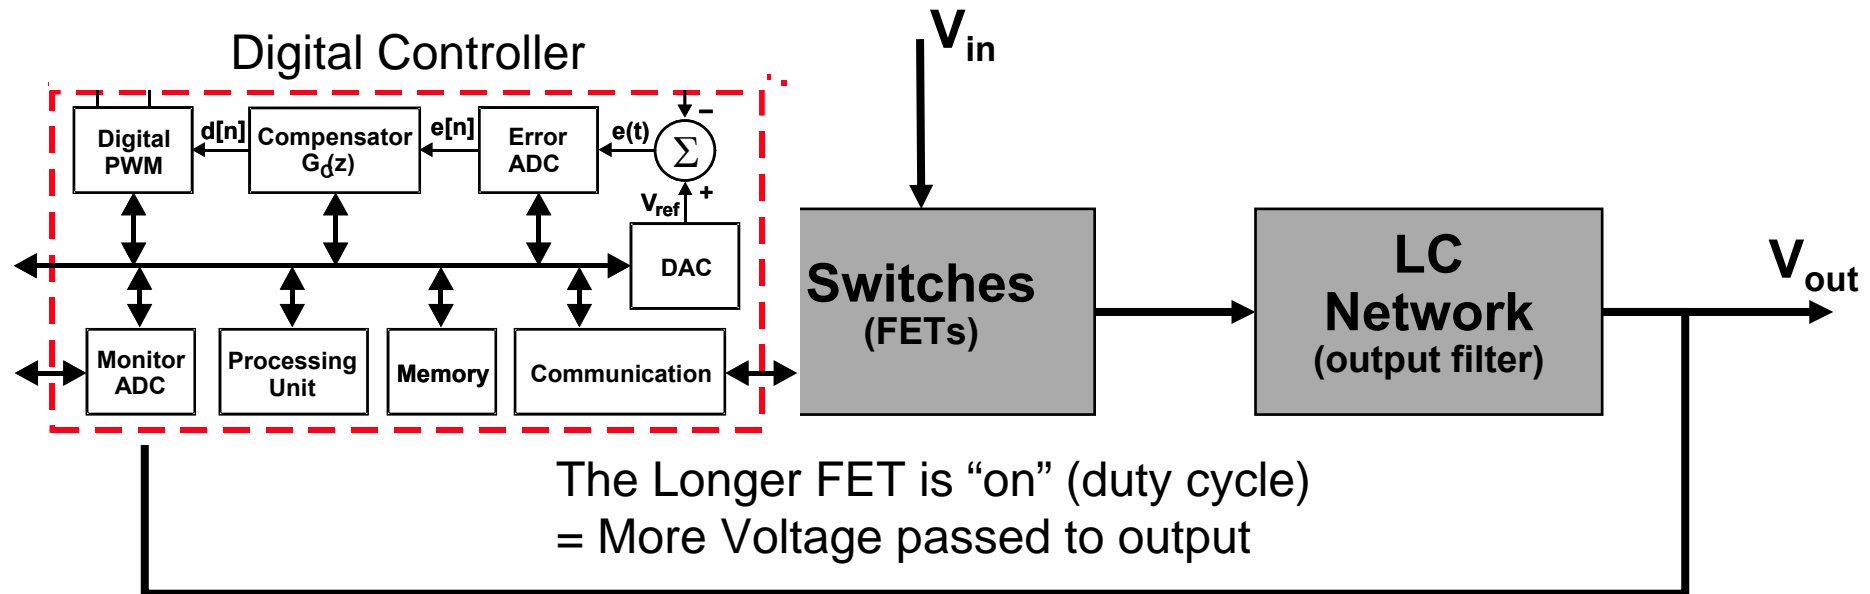 Digital Controller
Vin
Digital
PWM
d[n]
Compensator
Gd(z)
e[n]
Error
ADC
e(t)
−
Σ
+
Vref
DAC
Monitor
ADC
Processing
Unit
Memory
Communication
Switches
(FETs)
LC
Network
(output filter)
Vout
The Longer FET is “on” (duty cycle)
= More Voltage passed to output